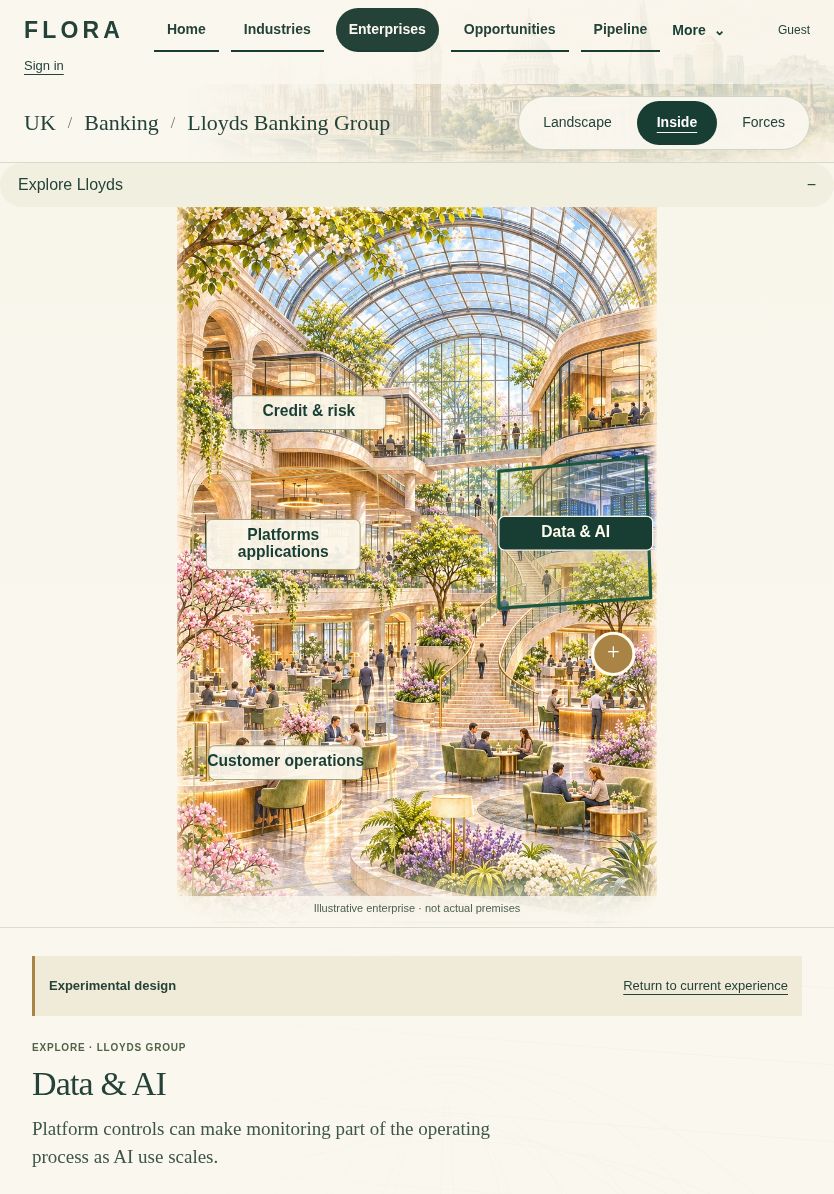 FLORA
Home
Industries
Enterprises
Opportunities
Pipeline
More
Guest
Sign in
UK / Banking / Lloyds Banking Group
Landscape
Inside
Forces
Explore Lloyds −
Credit & risk
Platforms
applications
Data & AI
+
Customer operations
Illustrative enterprise · not actual premises
Experimental design
Return to current experience
EXPLORE · LLOYDS GROUP
Data & AI
Platform controls can make monitoring part of the operating
process as AI use scales.